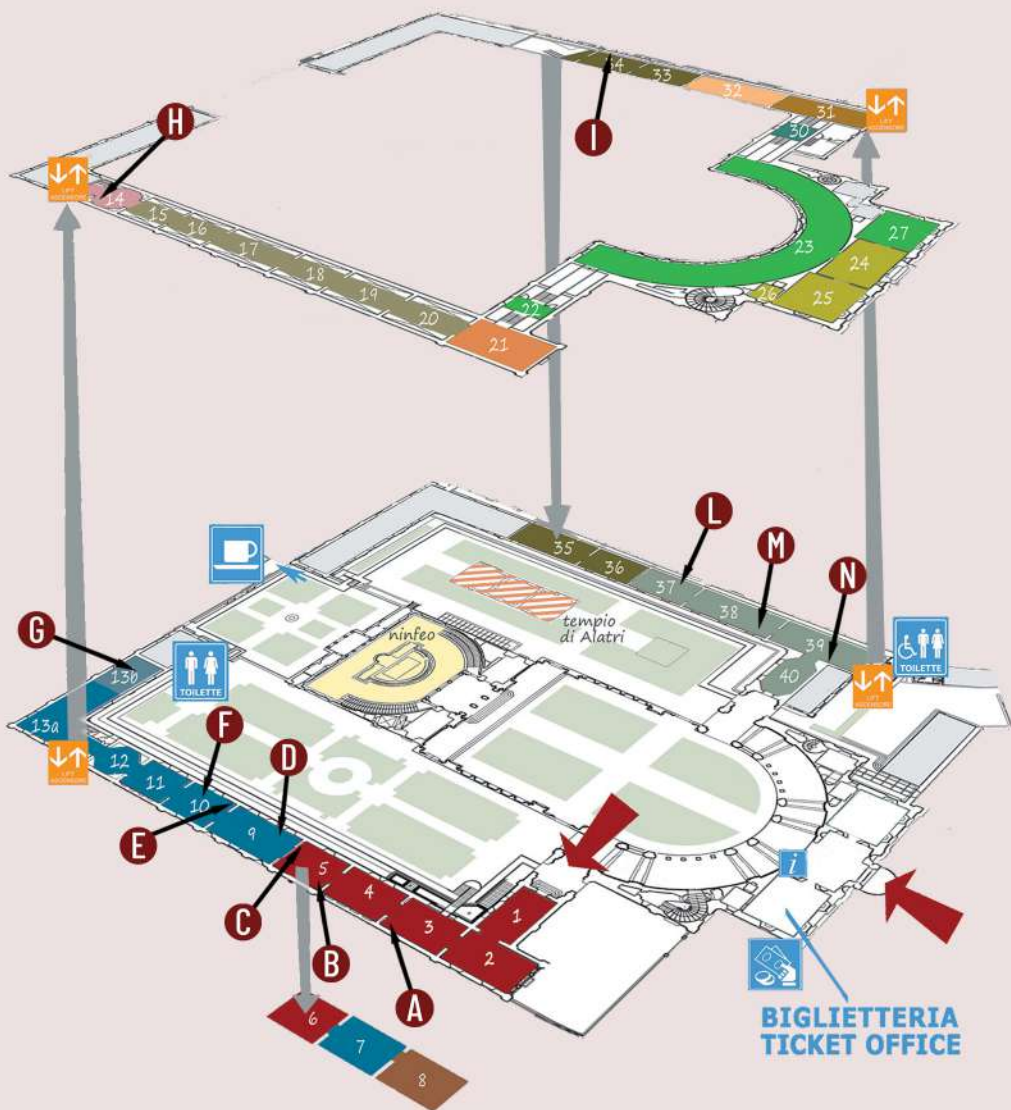 34
33
32
31
LIFT
ASCENSORE
I
30
H
LIFT
ASCENSORE
14
15
16
17
18
19
20
21
22
23
24
25
26
27
L
M
N
35
36
37
38
39
40
TOILETTE
LIFT
ASCENSORE
tempio
di Alatri
ninfeo
G
TOILETTE
13b
13a
LIFT
ASCENSORE
12
11
10
9
F
D
E
C
B
A
5
4
3
2
1
6
7
8
i
BIGLIETTERIA
TICKET OFFICE